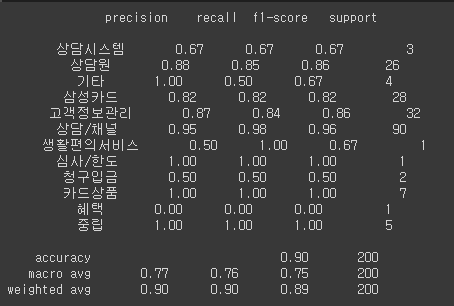 precision recall f1-score support
상담시스템 0.67 0.67 0.67 3
상담원 0.88 0.85 0.86 26
기타 1.00 0.50 0.67 4
삼성카드 0.82 0.82 0.82 28
고객정보관리 0.87 0.84 0.86 32
상담/채널 0.95 0.98 0.96 90
생활편의서비스 0.50 1.00 0.67 1
심사/한도 1.00 1.00 1.00 1
청구입금 0.50 0.50 0.50 2
카드상품 1.00 1.00 1.00 7
혜택 0.00 0.00 0.00 1
중립 1.00 1.00 1.00 5
accuracy 0.90 200
macro avg 0.77 0.76 0.75 200
weighted avg 0.90 0.90 0.89 200